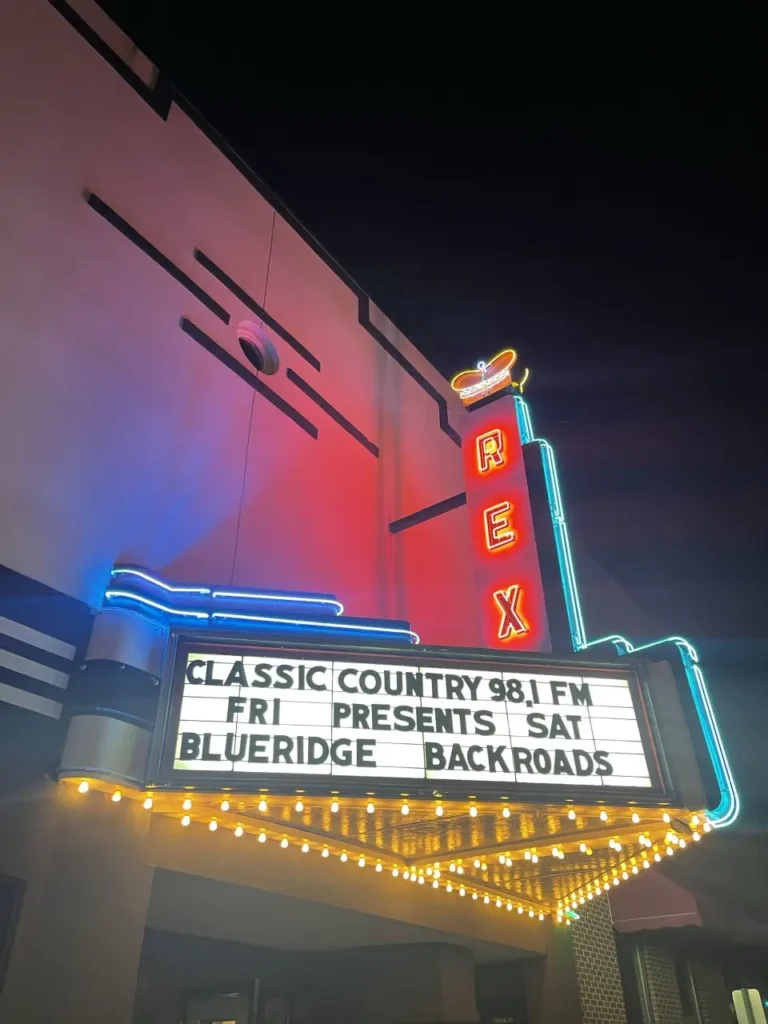 REX
CLASSIC COUNTRY 98.1 FM
FRI PRESENTS SAT
BLUERIDGE BACKROADS